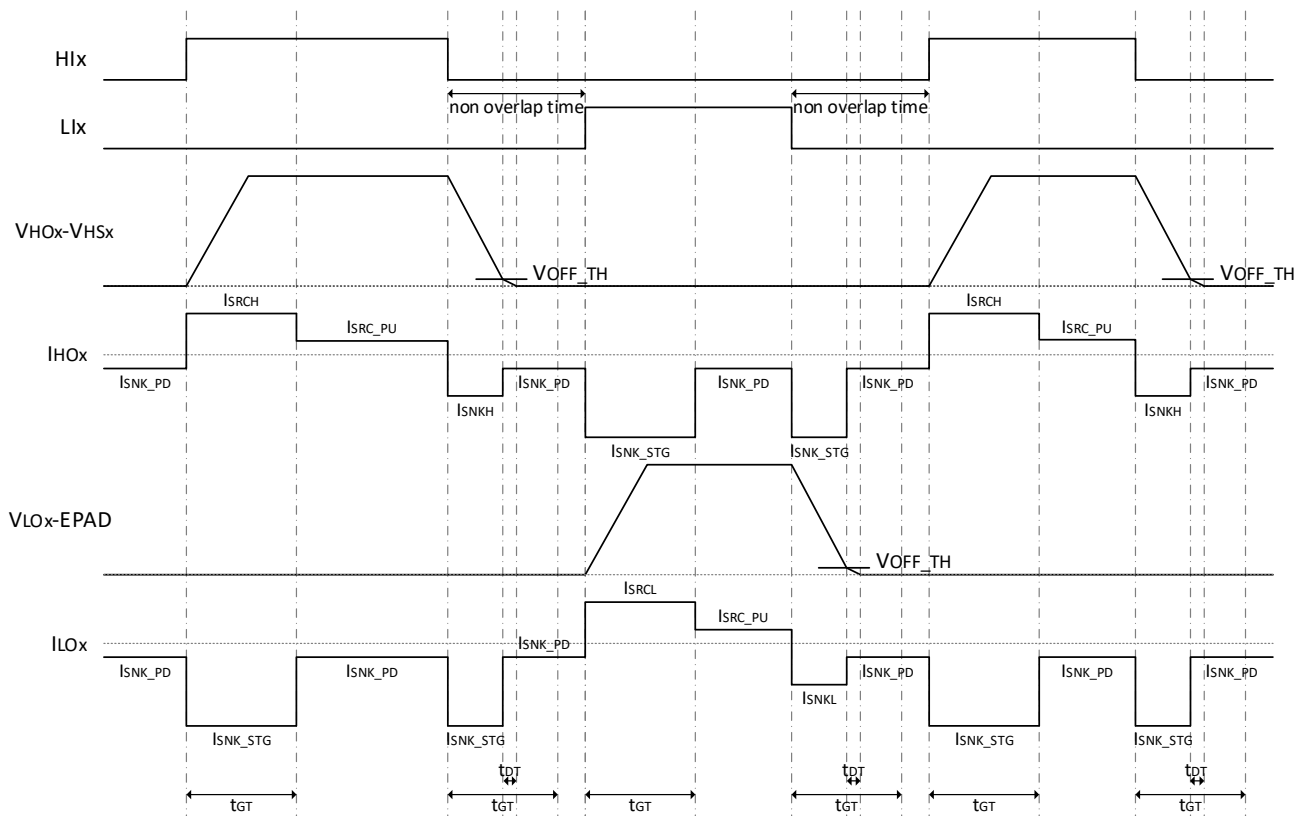 HIx
non overlap time
non overlap time
LIx
VHOx-VHSx
VOFF_TH
VOFF_TH
ISRCH
ISRC_PU
ISRCH
ISRC_PU
IHOx
ISNK_PD
ISNK_PD
ISNK_PD
ISNK_PD
ISNK_PD
ISNKH
ISNKH
ISNK_STG
ISNK_STG
VLOx-EPAD
VOFF_TH
ISRCL
ISRC_PU
ILOx
ISNK_PD
ISNK_PD
ISNK_PD
ISNK_PD
ISNK_PD
ISNK_PD
ISNKL
ISNK_STG
ISNK_STG
ISNK_STG
ISNK_STG
tDT
tDT
tDT
tGT
tGT
tGT
tGT
tGT
tGT